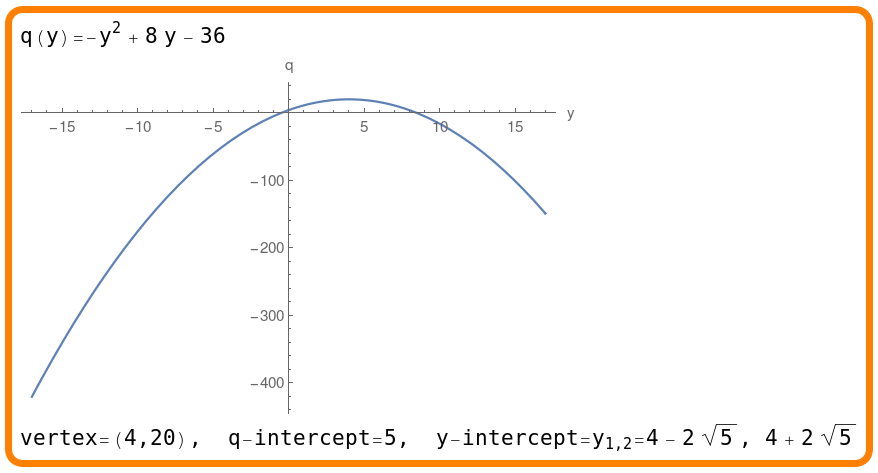 q(y)=-y² + 8 y - 36
q
y
-15 -10 -5 5 10 15
-100
-200
-300
-400
vertex=(4,20), q-intercept=5, y-intercept=y₁,₂=4 - 2 √5, 4 + 2 √5